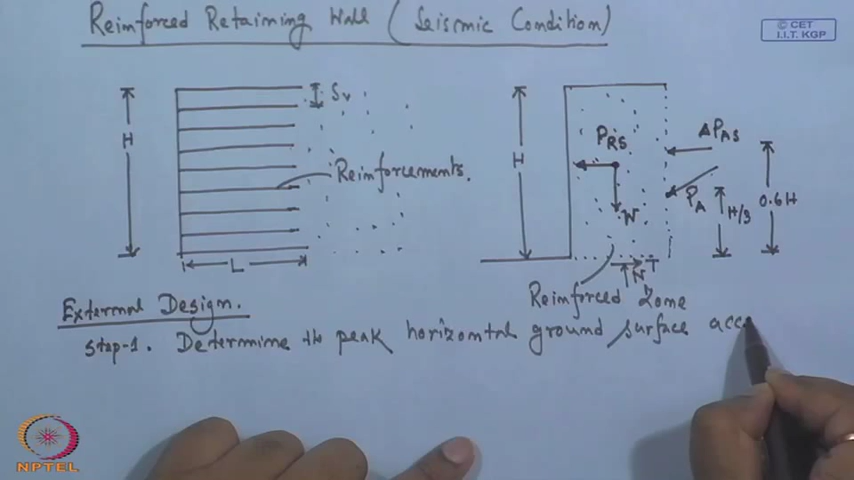 Reinforced Retaining Wall (Seismic Condition)
© CET
I.I.T. KGP
H
Sv
Reinforcements.
L
H
PRS
W
ΔPAS
PA
H/3
0.6H
T
N
Reinforced Zone
External Design.
Step-1. Determine the peak horizontal ground surface acc
NPTEL